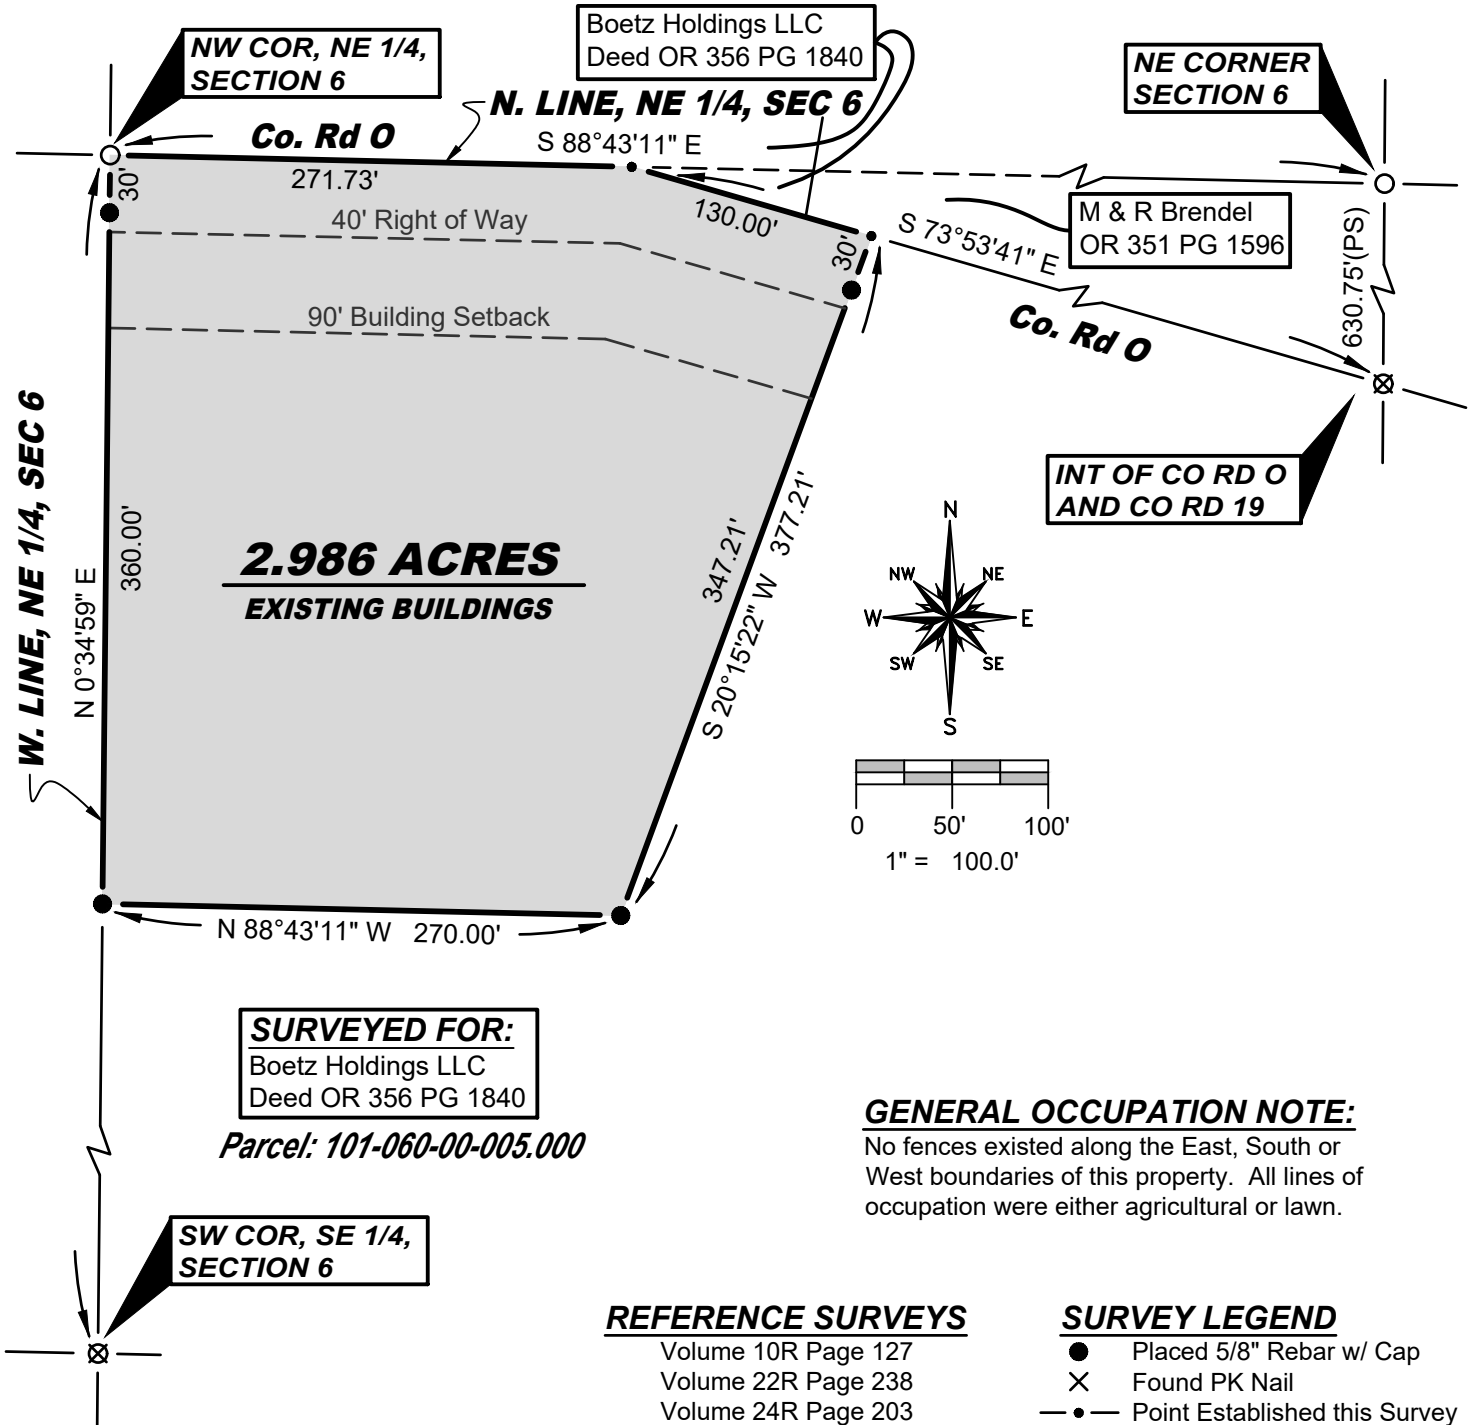 Boetz Holdings LLC
Deed OR 356 PG 1840
NW COR, NE 1/4,
SECTION 6
NE CORNER
SECTION 6
N. LINE, NE 1/4, SEC 6
Co. Rd O
S 88°43'11" E
271.73'
30'
40' Right of Way
130.00'
30'
S 73°53'41" E
M & R Brendel
OR 351 PG 1596
630.75'(PS)
90' Building Setback
Co. Rd O
W. LINE, NE 1/4, SEC 6
N 0°34'59" E
360.00'
2.986 ACRES
EXISTING BUILDINGS
347.21'
S 20°15'22" W 377.21'
INT OF CO RD O
AND CO RD 19
N
NW NE
W E
SW SE
S
0 50' 100'
1" = 100.0'
N 88°43'11" W 270.00'
SURVEYED FOR:
Boetz Holdings LLC
Deed OR 356 PG 1840
Parcel: 101-060-00-005.000
GENERAL OCCUPATION NOTE:
No fences existed along the East, South or
West boundaries of this property. All lines of
occupation were either agricultural or lawn.
SW COR, SE 1/4,
SECTION 6
REFERENCE SURVEYS
Volume 10R Page 127
Volume 22R Page 238
Volume 24R Page 203
SURVEY LEGEND
Placed 5/8" Rebar w/ Cap
Found PK Nail
Point Established this Survey